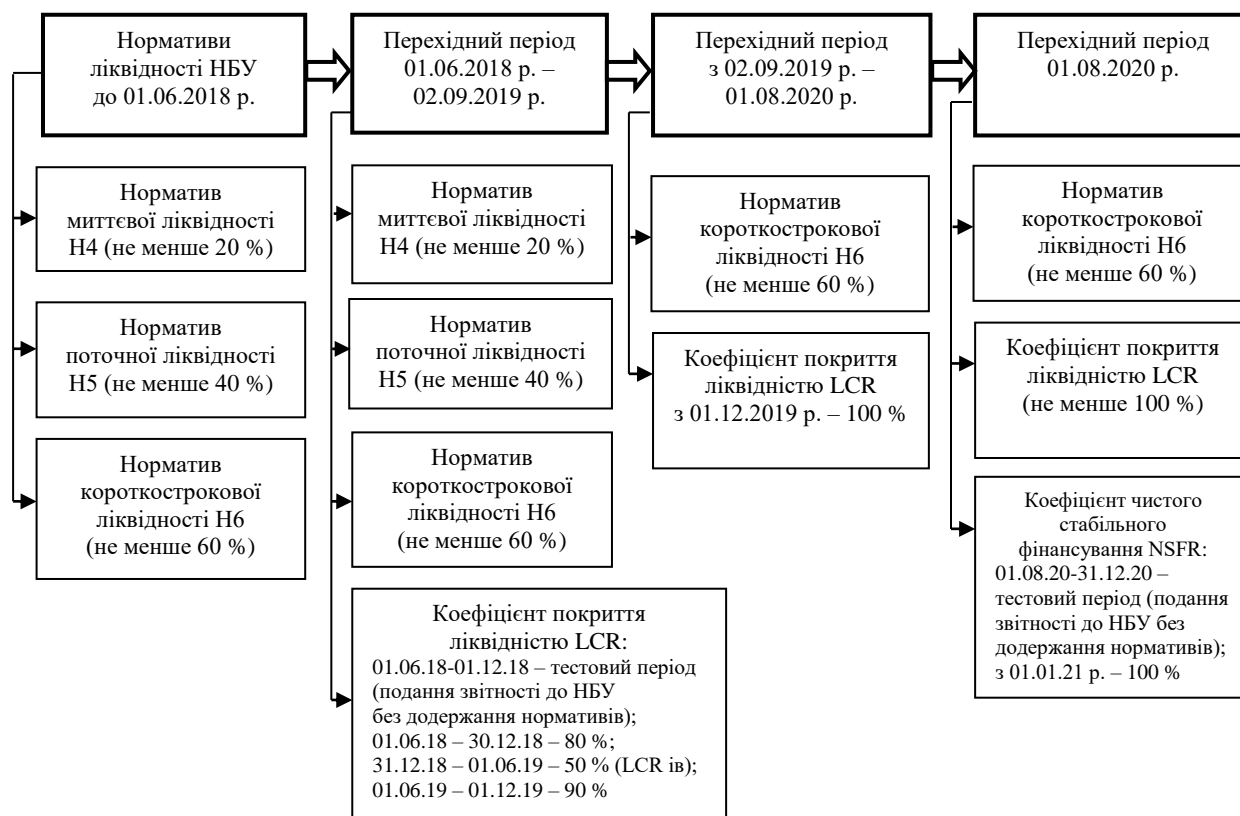 Нормативи
ліквідності НБУ
до 01.06.2018 р.
Перехідний період
01.06.2018 р. –
02.09.2019 р.
Перехідний період
з 02.09.2019 р. –
01.08.2020 р.
Перехідний період
01.08.2020 р.
Норматив
миттєвої ліквідності
Н4 (не менше 20 %)
Норматив
поточної ліквідності
Н5 (не менше 40 %)
Норматив
короткострокової
ліквідності Н6
(не менше 60 %)
Норматив
миттєвої ліквідності
Н4 (не менше 20 %)
Норматив
поточної ліквідності
Н5 (не менше 40 %)
Норматив
короткострокової
ліквідності Н6
(не менше 60 %)
Коефіцієнт покриття
ліквідністю LCR:
01.06.18-01.12.18 – тестовий період
(подання звітності до НБУ
без додержання нормативів);
01.06.18 – 30.12.18 – 80 %;
31.12.18 – 01.06.19 – 50 % (LCR ів);
01.06.19 – 01.12.19 – 90 %
Норматив
короткострокової
ліквідності Н6
(не менше 60 %)
Коефіцієнт покриття
ліквідністю LCR
з 01.12.2019 р. – 100 %
Норматив
короткострокової
ліквідності Н6
(не менше 60 %)
Коефіцієнт покриття
ліквідністю LCR
(не менше 100 %)
Коефіцієнт чистого
стабільного
фінансування NSFR:
01.08.20-31.12.20 –
тестовий період (подання
звітності до НБУ без
додержання нормативів);
з 01.01.21 р. – 100 %